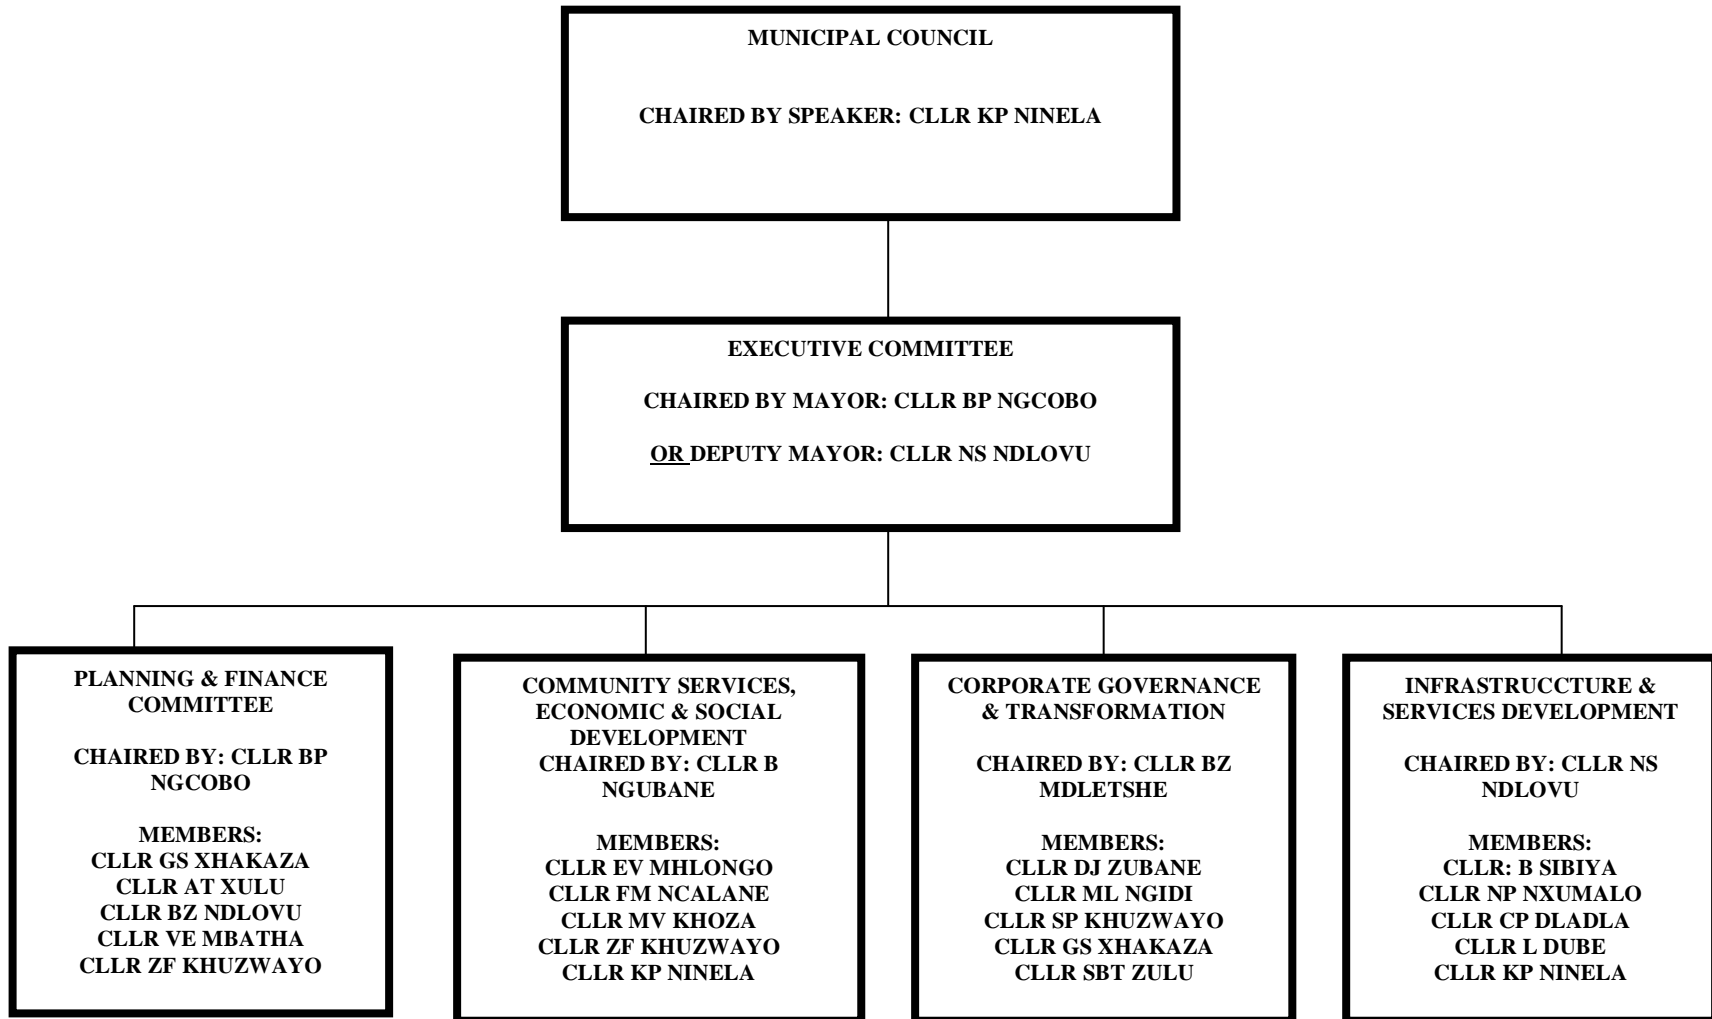 MUNICIPAL COUNCIL
CHAIRED BY SPEAKER: CLLR KP NINELA
EXECUTIVE COMMITTEE
CHAIRED BY MAYOR: CLLR BP NGCOBO
OR DEPUTY MAYOR: CLLR NS NDLOVU
PLANNING & FINANCE
COMMITTEE
CHAIRED BY: CLLR BP
NGCOBO
MEMBERS:
CLLR GS XHAKAZA
CLLR AT XULU
CLLR BZ NDLOVU
CLLR VE MBATHA
CLLR ZF KHUZWAYO
COMMUNITY SERVICES,
ECONOMIC & SOCIAL
DEVELOPMENT
CHAIRED BY: CLLR B
NGUBANE
MEMBERS:
CLLR EV MHLONGO
CLLR FM NCALANE
CLLR MV KHOZA
CLLR ZF KHUZWAYO
CLLR KP NINELA
CORPORATE GOVERNANCE
& TRANSFORMATION
CHAIRED BY: CLLR BZ
MDLETSHE
MEMBERS:
CLLR DJ ZUBANE
CLLR ML NGIDI
CLLR SP KHUZWAYO
CLLR GS XHAKAZA
CLLR SBT ZULU
INFRASTRUCCTURE &
SERVICES DEVELOPMENT
CHAIRED BY: CLLR NS
NDLOVU
MEMBERS:
CLLR: B SIBIYA
CLLR NP NXUMALO
CLLR CP DLADLA
CLLR L DUBE
CLLR KP NINELA